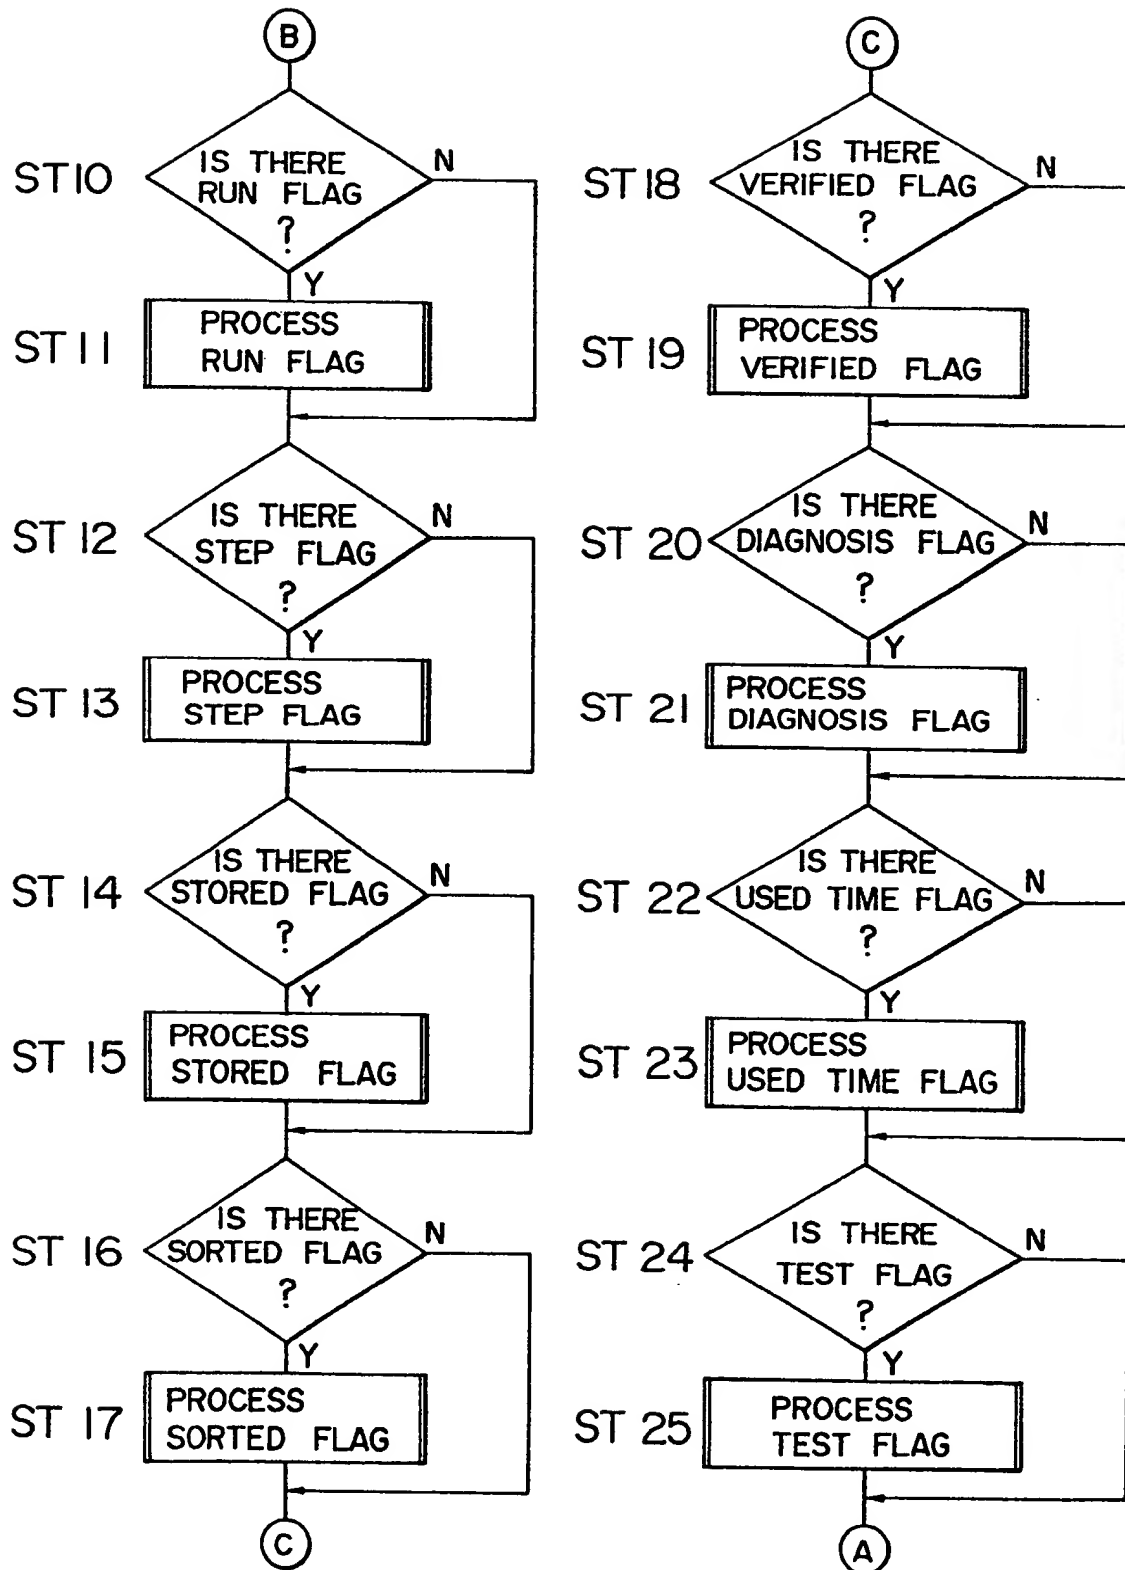 B
ST 10
IS THERE
RUN FLAG
?
N
Y
ST 11
PROCESS
RUN FLAG
ST 12
IS THERE
STEP FLAG
?
N
Y
ST 13
PROCESS
STEP FLAG
ST 14
IS THERE
STORED FLAG
?
N
Y
ST 15
PROCESS
STORED FLAG
ST 16
IS THERE
SORTED FLAG
?
N
Y
ST 17
PROCESS
SORTED FLAG
C
C
ST 18
IS THERE
VERIFIED FLAG
?
N
Y
ST 19
PROCESS
VERIFIED FLAG
ST 20
IS THERE
DIAGNOSIS FLAG
?
N
Y
ST 21
PROCESS
DIAGNOSIS FLAG
ST 22
IS THERE
USED TIME FLAG
?
N
Y
ST 23
PROCESS
USED TIME FLAG
ST 24
IS THERE
TEST FLAG
?
N
Y
ST 25
PROCESS
TEST FLAG
A